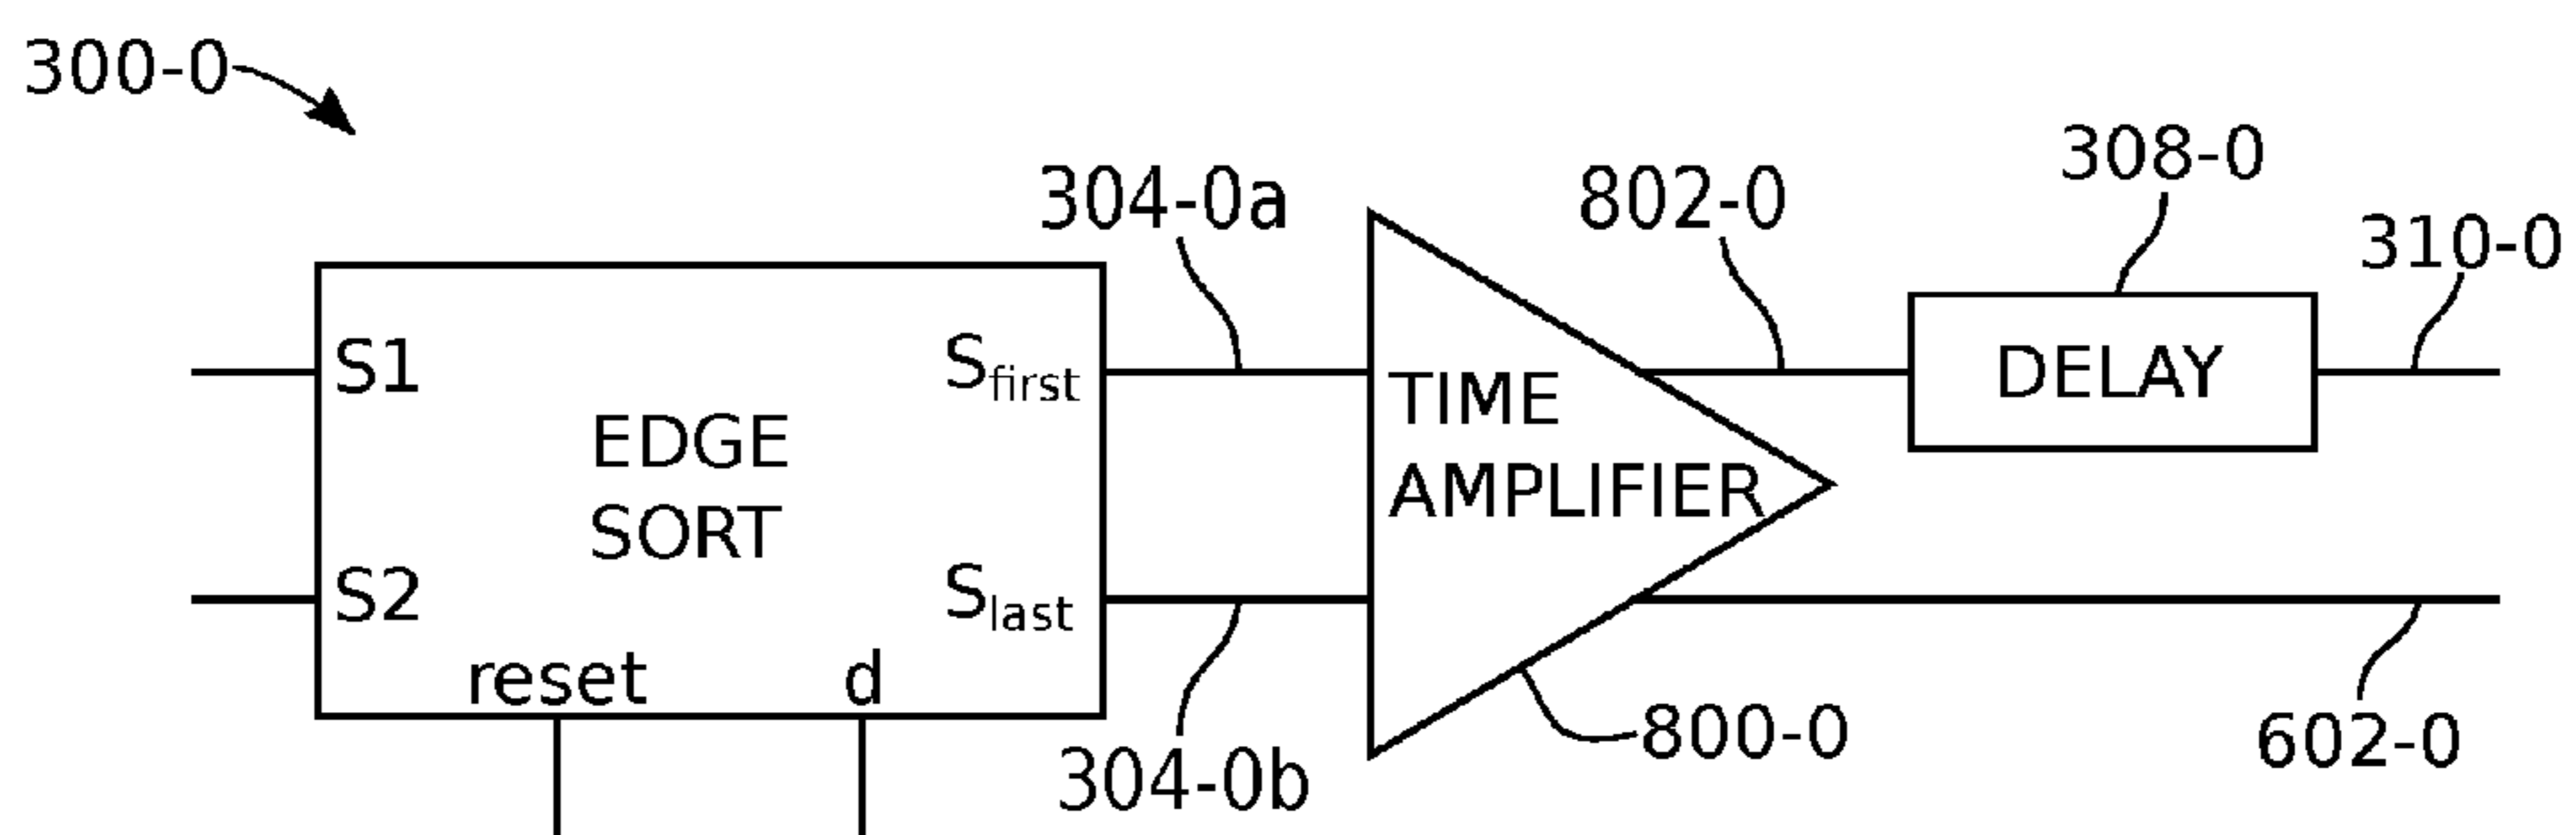 300-0
304-0a
802-0
308-0
310-0
S1
EDGE
SORT
S2
reset
d
Sfirst
Slast
TIME
AMPLIFIER
DELAY
304-0b
800-0
602-0